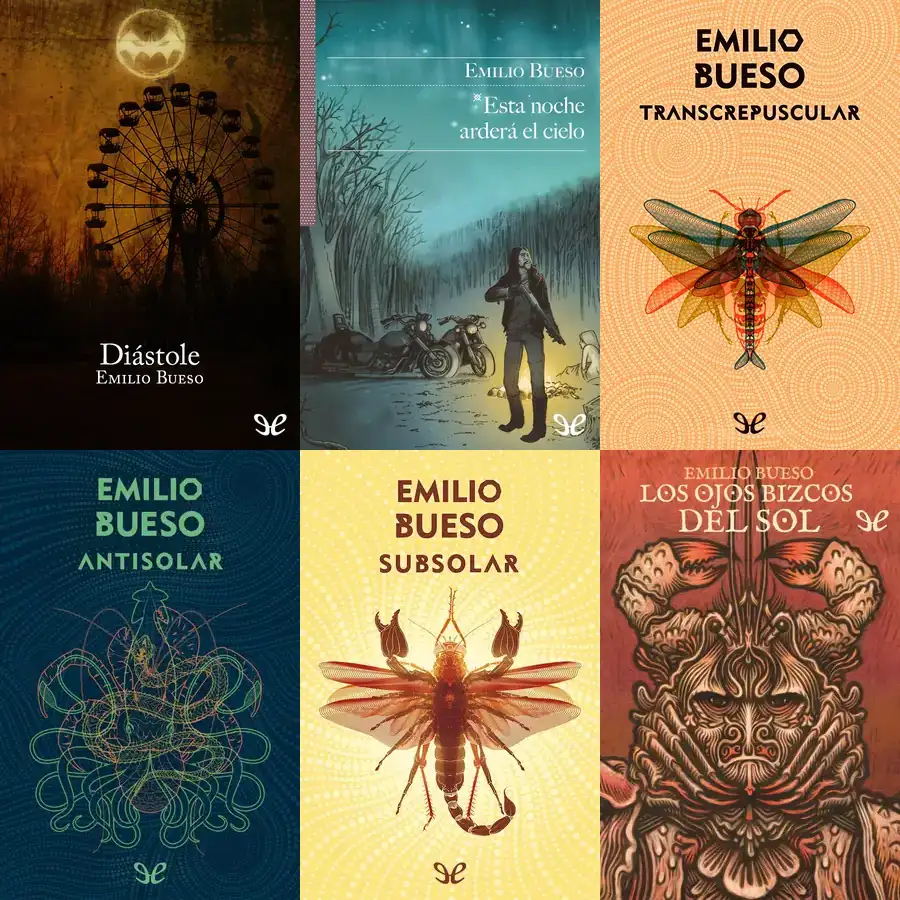 Diástole
EMILIO BUESO
EMILIO BUESO
Esta noche
arderá el cielo
EMILIO
BUESO
TRANSCREPUSCULAR
EMILIO
BUESO
ANTISOLAR
EMILIO
BUESO
SUBSOLAR
EMILIO BUESO
LOS OJOS BIZCOS
DEL SOL